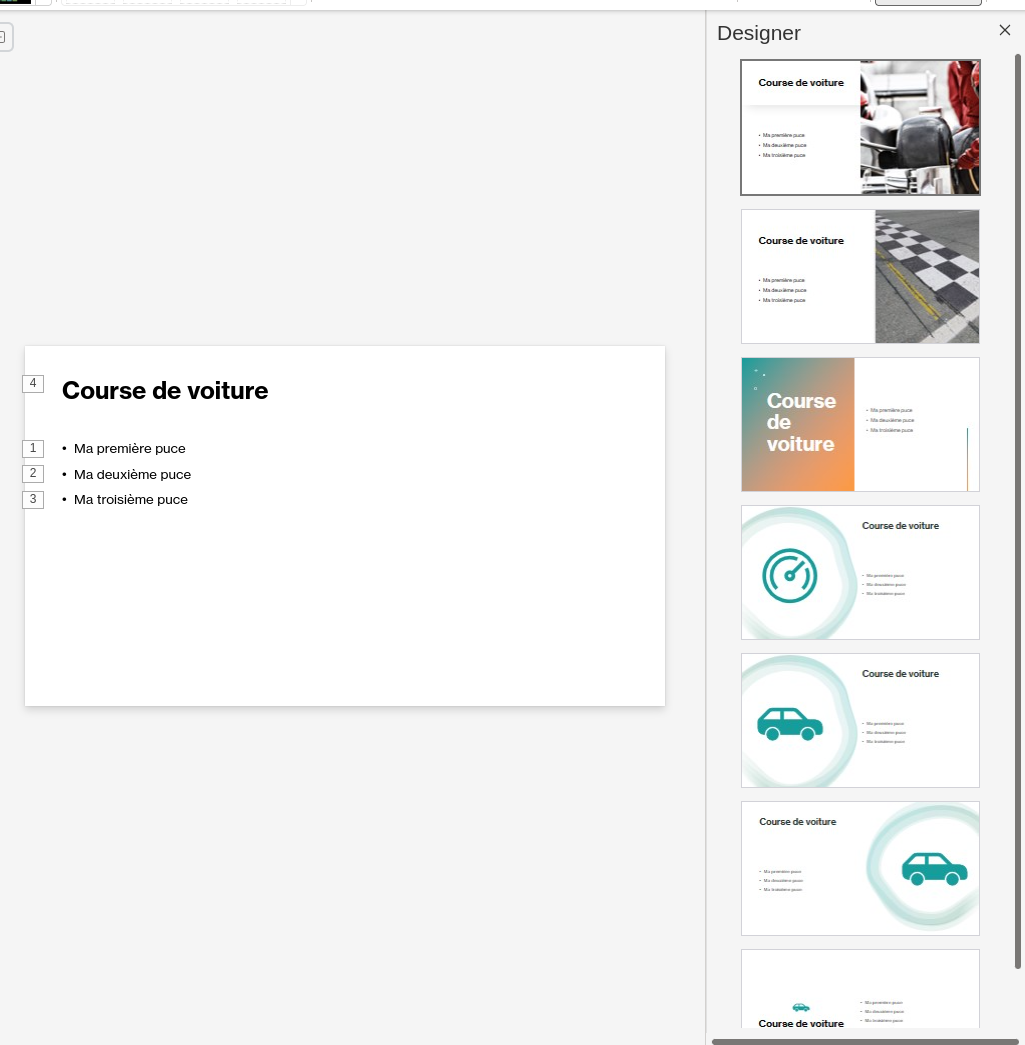 Designer
4
Course de voiture
1
• Ma première puce
2
• Ma deuxième puce
3
• Ma troisième puce
Course de voiture
• Ma première puce
• Ma deuxième puce
• Ma troisième puce
Course de voiture
• Ma première puce
• Ma deuxième puce
• Ma troisième puce
Course
de
voiture
• Ma première puce
• Ma deuxième puce
• Ma troisième puce
Course de voiture
• Ma première puce
• Ma deuxième puce
• Ma troisième puce
Course de voiture
• Ma première puce
• Ma deuxième puce
• Ma troisième puce
Course de voiture
• Ma première puce
• Ma deuxième puce
• Ma troisième puce
Course de voiture
• Ma première puce
• Ma deuxième puce
• Ma troisième puce